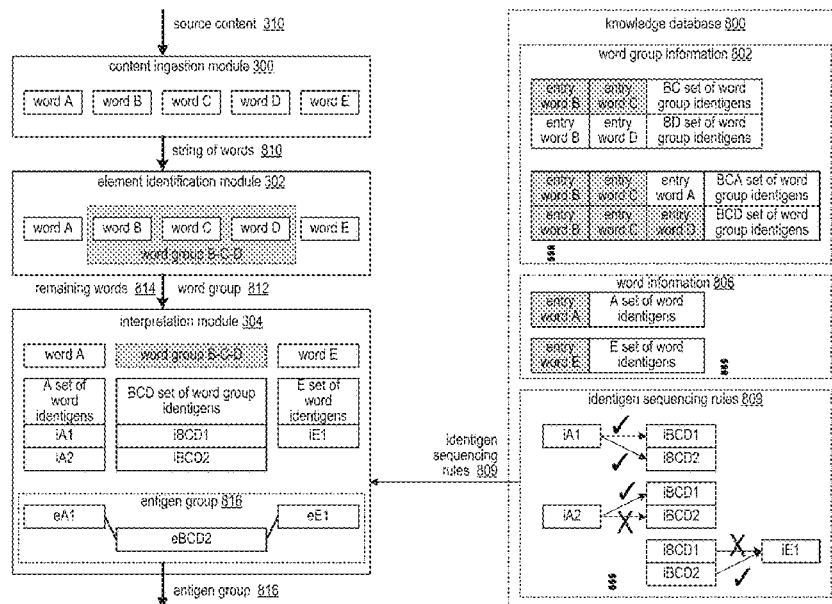 source content 310
content ingestion module 300
word A word B word C word D word E
string of words 810
element identification module 302
word A word B word C word D word E
word group B-C-D
remaining words 814 word group 812
interpretation module 304
word A word group B-C-D word E
A set of word identigens
BCD set of word group identigens
E set of word identigens
iA1 iBCD1 iE1
iA2 iBCD2
entigen group 816
eA1 eE1
eBCD2
entigen group 816
identigen sequencing rules 809
knowledge database 800
word group information 802
entry word B entry word C BC set of word group identigens
entry word B entry word D BD set of word group identigens
entry word B entry word C entry word A BCA set of word group identigens
entry word B entry word C entry word D BCD set of word group identigens
word information 806
entry word A A set of word identigens
entry word E E set of word identigens
identigen sequencing rules 809
iA1 iBCD1
iBCD2
iA2 iBCD1
iBCD2
iBCD1 iE1
iBCD2